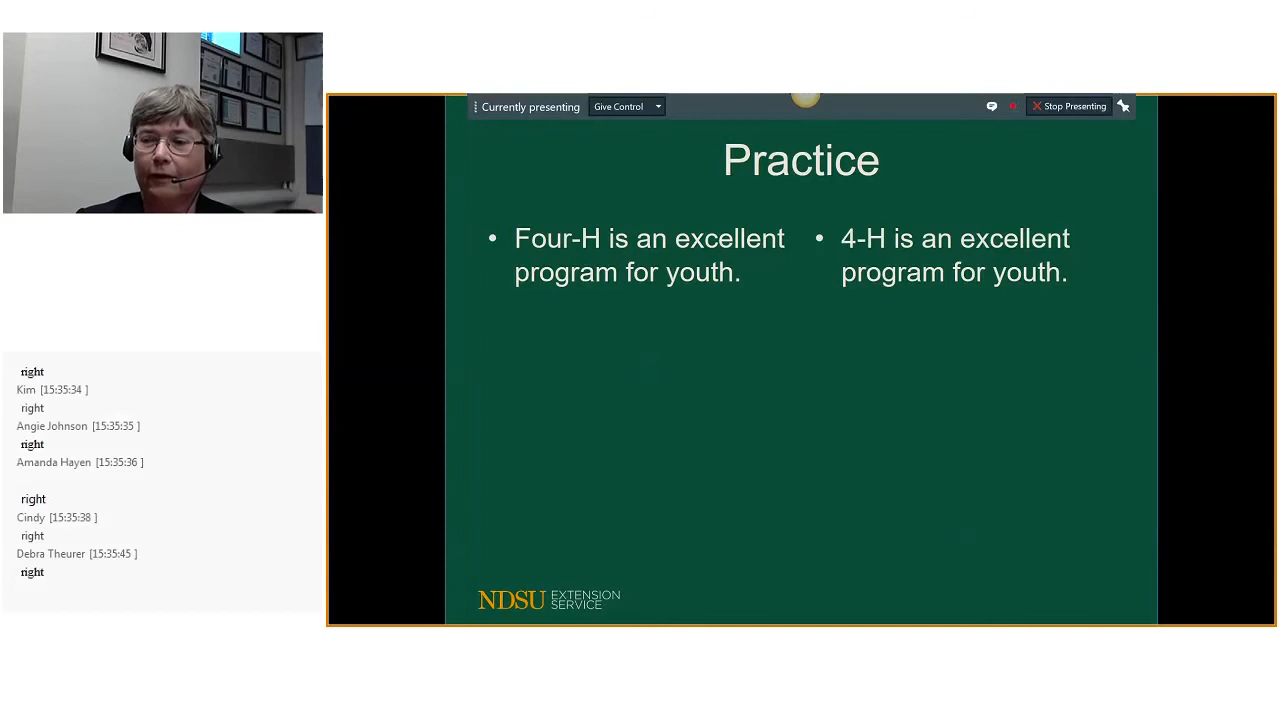 Currently presenting
Give Control
Stop Presenting
Practice
• Four-H is an excellent
program for youth.
• 4-H is an excellent
program for youth.
NDSU EXTENSION
SERVICE
right
Kim [15:35:34 ]
right
Angie Johnson [15:35:35 ]
right
Amanda Hayen [15:35:36 ]
right
Cindy [15:35:38 ]
right
Debra Theurer [15:35:45 ]
right